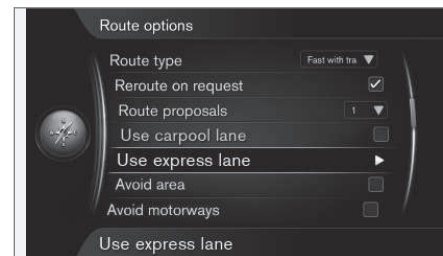 Route options
Route type Fast with tra
Reroute on request
Route proposals 1
Use carpool lane
Use express lane
Avoid area
Avoid motorways
Use express lane